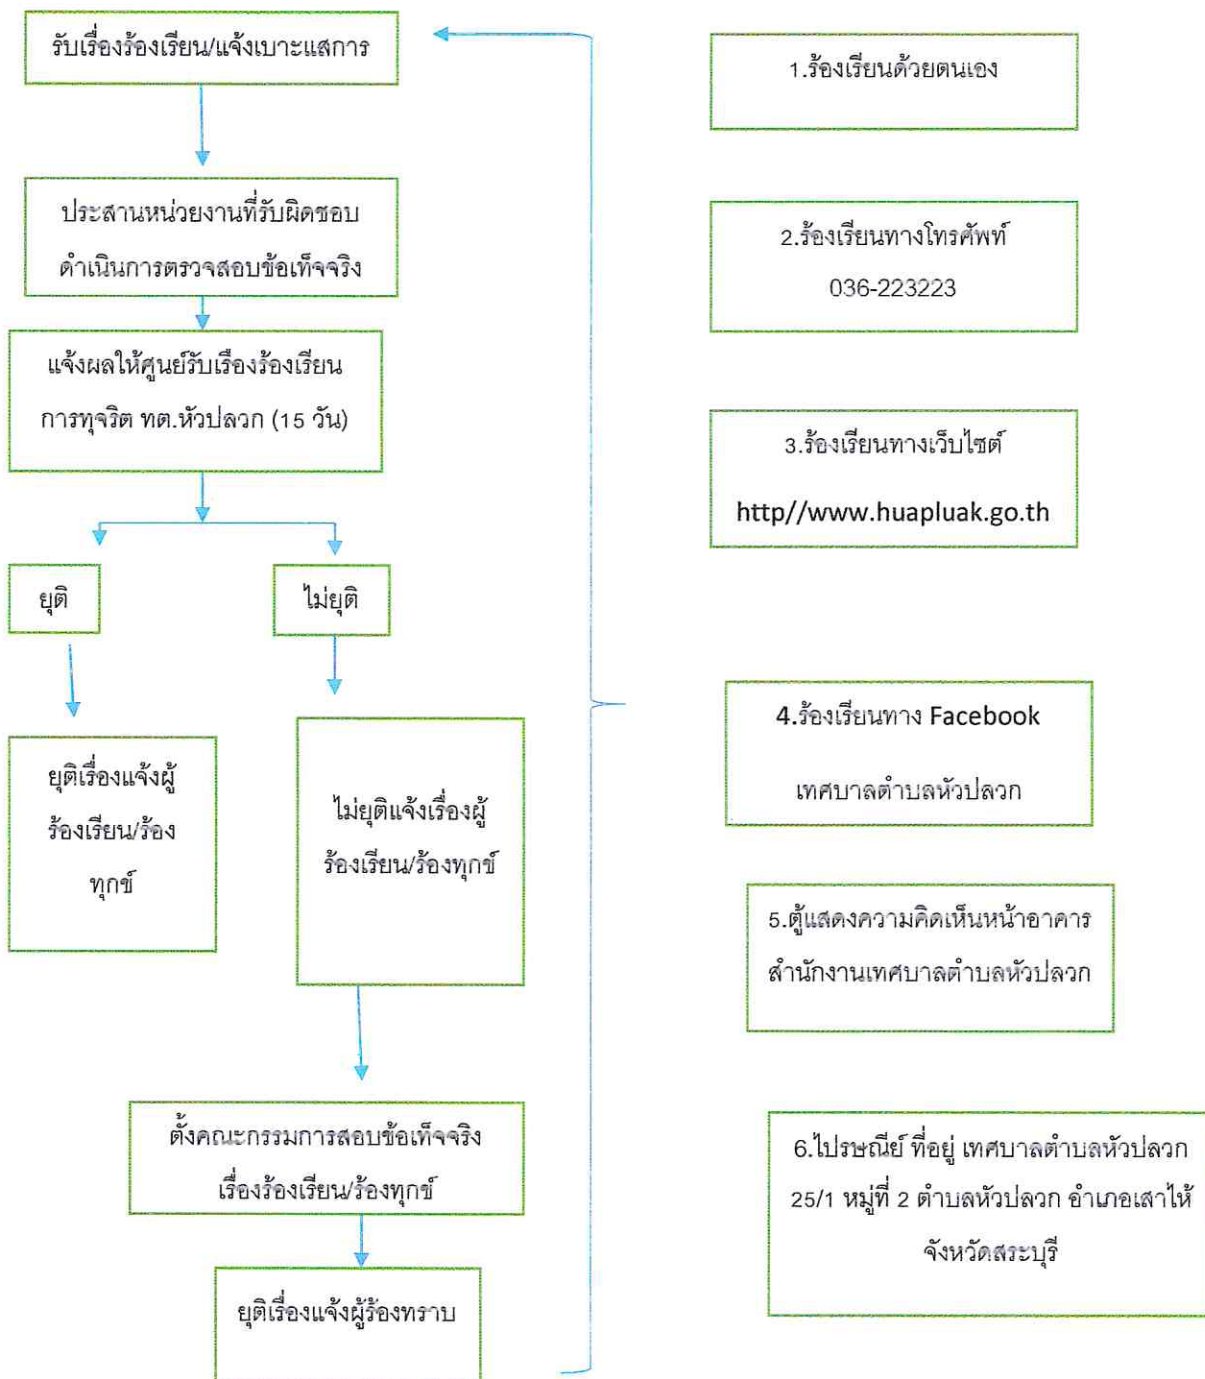 รับเรื่องร้องเรียน/แจ้งเบาะแสการ
ประสานหน่วยงานที่รับผิดชอบ
ดำเนินการตรวจสอบข้อเท็จจริง
แจ้งผลให้ศูนย์รับเรื่องร้องเรียน
การทุจริต ทต.หัวปลวก (15 วัน)
ยุติ
ไม่ยุติ
ยุติเรื่องแจ้งผู้
ร้องเรียน/ร้อง
ทุกข์
ไม่ยุติแจ้งเรื่องผู้
ร้องเรียน/ร้องทุกข์
ตั้งคณะกรรมการสอบข้อเท็จจริง
เรื่องร้องเรียน/ร้องทุกข์
ยุติเรื่องแจ้งผู้ร้องทราบ
1.ร้องเรียนด้วยตนเอง
2.ร้องเรียนทางโทรศัพท์
036-223223
3.ร้องเรียนทางเว็บไซต์
http//www.huapluak.go.th
4.ร้องเรียนทาง Facebook
เทศบาลตำบลหัวปลวก
5.ตู้แสดงความคิดเห็นหน้าอาคาร
สำนักงานเทศบาลตำบลหัวปลวก
6.ไปรษณีย์ ที่อยู่ เทศบาลตำบลหัวปลวก
25/1 หมู่ที่ 2 ตำบลหัวปลวก อำเภอเสาไห้
จังหวัดสระบุรี